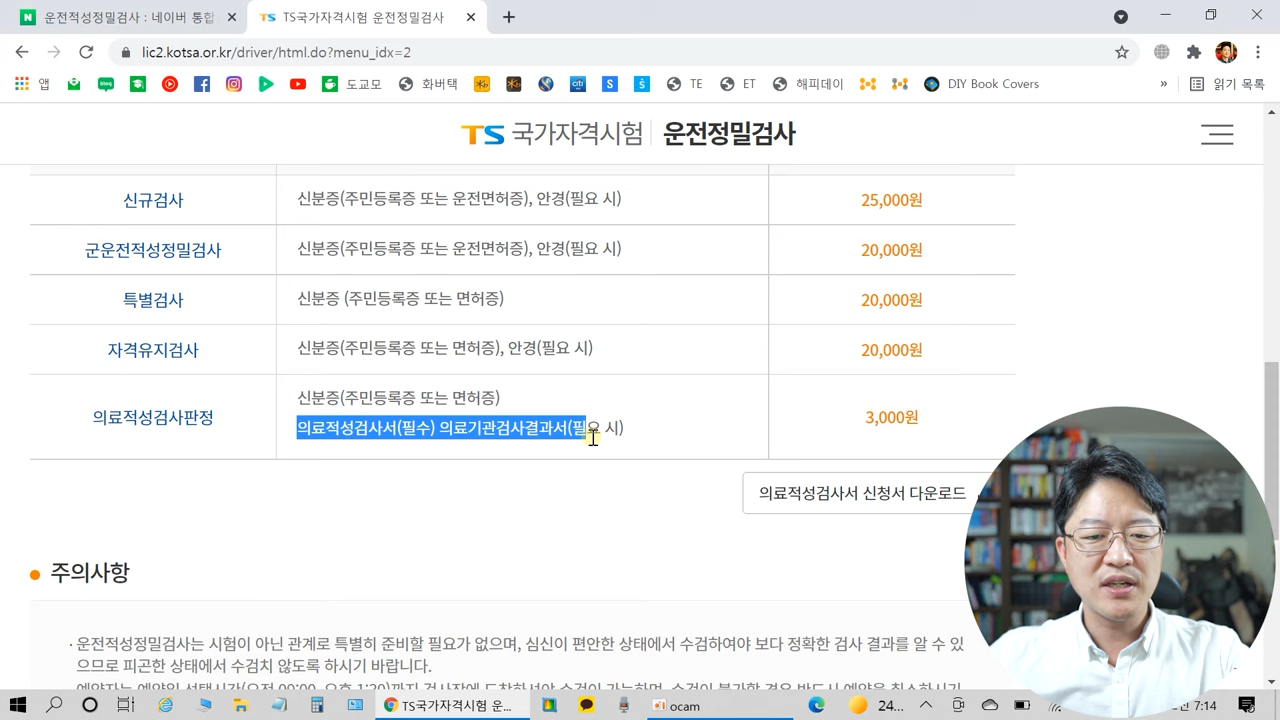 운전적성정밀검사 : 네이버 통합
TS국가자격시험 운전정밀검사
lic2.kotsa.or.kr/driver/html.do?menu_idx=2
앱
blog
도교모
화버택
citi
S
TE
ET
해피데이
DIY Book Covers
»
읽기 목록
TS 국가자격시험 운전정밀검사
신규검사 신분증(주민등록증 또는 운전면허증), 안경(필요 시) 25,000원
군운전적성정밀검사 신분증(주민등록증 또는 운전면허증), 안경(필요 시) 20,000원
특별검사 신분증 (주민등록증 또는 면허증) 20,000원
자격유지검사 신분증(주민등록증 또는 면허증), 안경(필요 시) 20,000원
의료적성검사판정 신분증(주민등록증 또는 면허증) 3,000원
의료적성검사서(필수) 의료기관검사결과서(필요 시)
의료적성검사서 신청서 다운로드
주의사항
· 운전적성정밀검사는 시험이 아닌 관계로 특별히 준비할 필요가 없으며, 심신이 편안한 상태에서 수검하여야 보다 정확한 검사 결과를 알 수 있
으므로 피곤한 상태에서 수검치 않도록 하시기 바랍니다.
TS국가자격시험 운...
ocam
24...
7:14